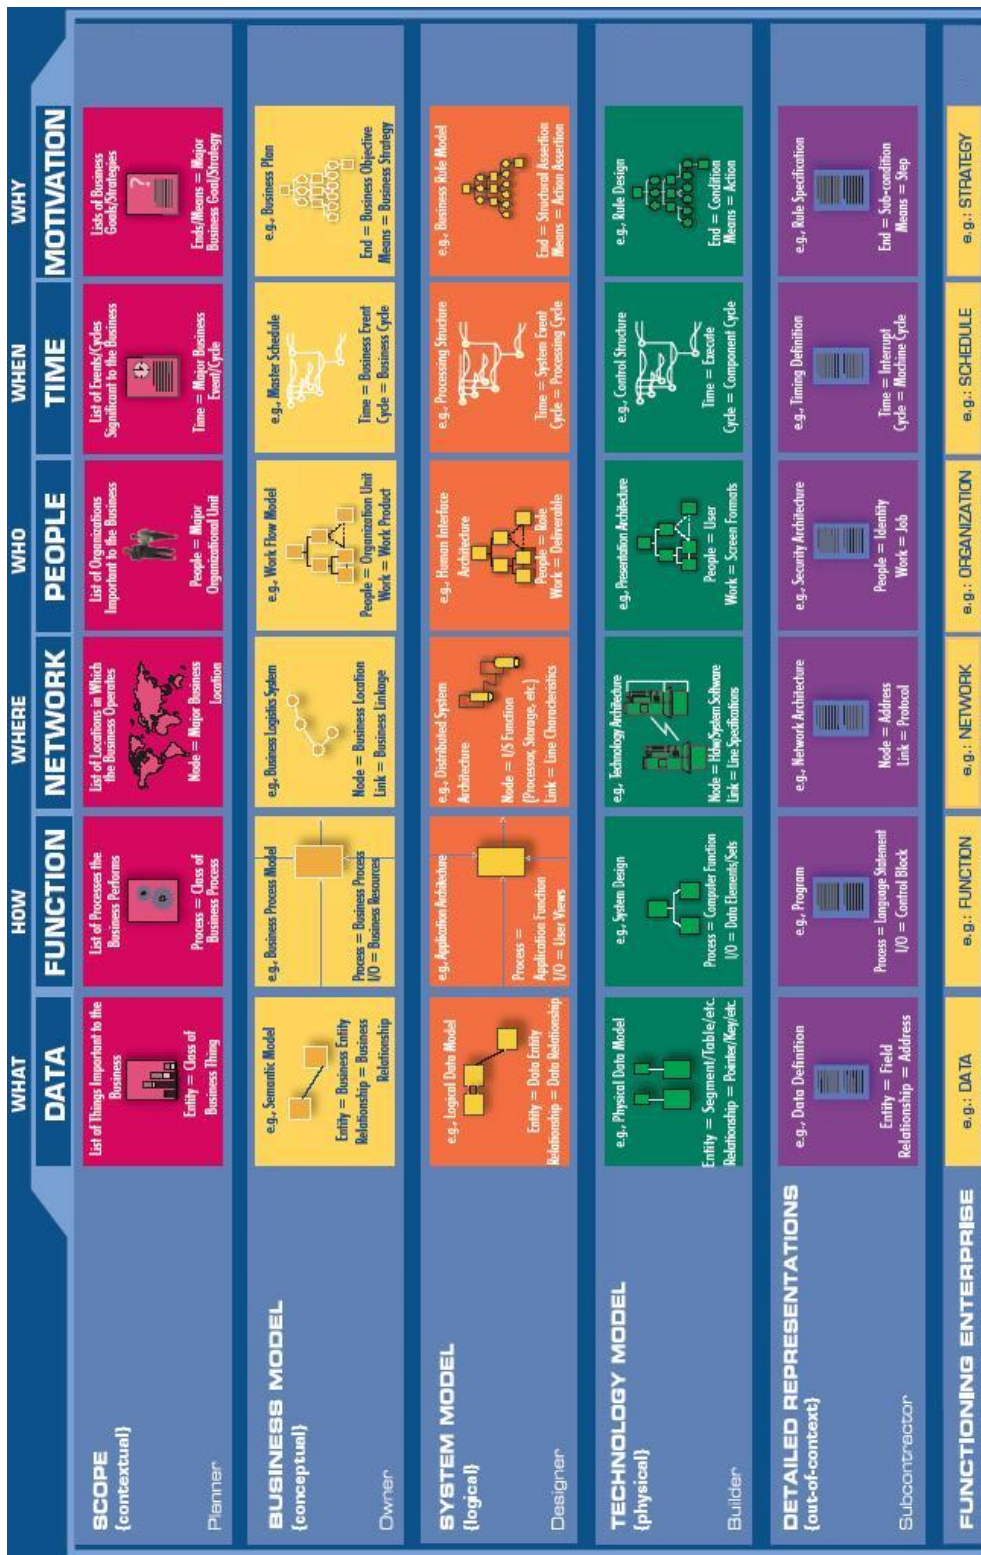 WHAT
HOW
WHERE
WHO
WHEN
WHY
DATA
FUNCTION
NETWORK
PEOPLE
TIME
MOTIVATION
SCOPE
{contextual}
Planner
List of Things Important to the
Business
Entity = Class of
Business Thing
List of Processes the
Business Performs
Process = Class of
Business Process
List of Locations in Which
the Business Operates
Node = Major Business
Location
List of Organizations
Important to the Business
People = Major
Organizational Unit
List of Events/Cycles
Significant to the Business
Time = Major Business
Event/Cycle
Lists of Business
Goals/Strategies
?
Ends/Means = Major
Business Goal/Strategy
BUSINESS MODEL
{conceptual}
Owner
e.g., Semantic Model
Entity = Business Entity
Relationship = Business
Relationship
e.g., Business Process Model
Process = Business Process
I/O = Business Resources
e.g., Business Logistics System
Node = Business Location
Link = Business Linkage
e.g., Work Flow Model
People = Organization Unit
Work = Work Product
e.g., Master Schedule
Time = Business Event
Cycle = Business Cycle
e.g., Business Plan
End = Business Objective
Means = Business Strategy
SYSTEM MODEL
{logical}
Designer
e.g., Logical Data Model
Entity = Data Entity
Relationship = Data Relationship
e.g., Application Architecture
Process =
Application Function
I/O = User Views
e.g., Distributed System
Architecture
Node = I/S Function
(Processor, Storage, etc.)
Link = Line Characteristics
e.g., Human Interface
Architecture
People = Role
Work = Deliverable
e.g., Processing Structure
Time = System Event
Cycle = Processing Cycle
e.g., Business Rule Model
End = Structural Assertion
Means = Action Assertion
TECHNOLOGY MODEL
{physical}
Builder
e.g., Physical Data Model
Entity = Segment/Table/etc.
Relationship = Pointer/Key/etc.
e.g., System Design
Process = Computer Function
I/O = Data Elements/Sets
e.g., Technology Architecture
Node = Hdw/System Software
Link = Line Specifications
e.g., Presentation Architecture
People = User
Work = Screen Formats
e.g., Control Structure
Time = Execute
Cycle = Component Cycle
e.g., Rule Design
End = Condition
Means = Action
DETAILED REPRESENTATIONS
{out-of-context}
Subcontractor
e.g., Data Definition
Entity = Field
Relationship = Address
e.g., Program
Process = Language Statement
I/O = Control Block
e.g., Network Architecture
Node = Address
Link = Protocol
e.g., Security Architecture
People = Identity
Work = Job
e.g., Timing Definition
Time = Interrupt
Cycle = Machine Cycle
e.g., Rule Specification
End = Sub-condition
Means = Step
FUNCTIONING ENTERPRISE
e.g.: DATA
e.g.: FUNCTION
e.g.: NETWORK
e.g.: ORGANIZATION
e.g.: SCHEDULE
e.g.: STRATEGY